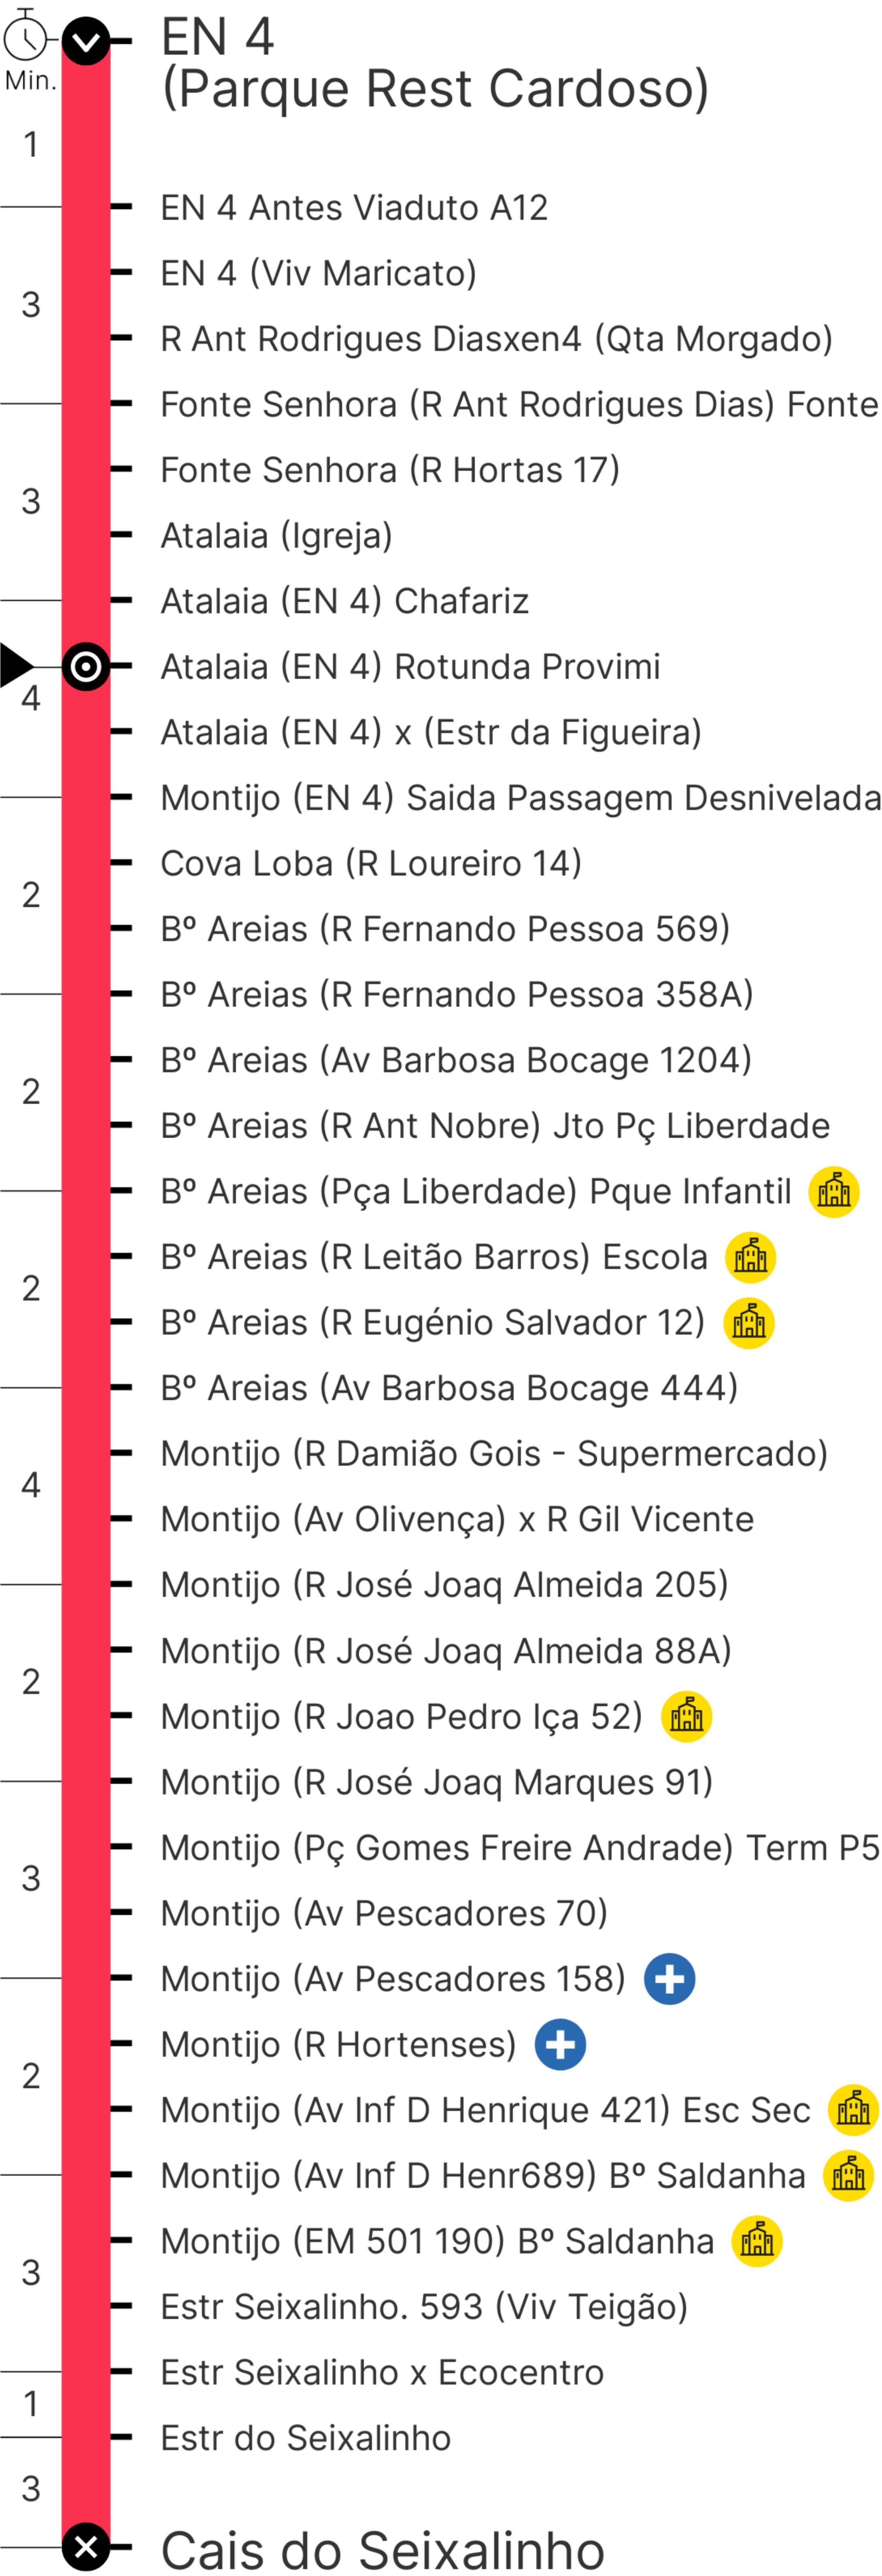 Min.
EN 4
(Parque Rest Cardoso)
1
EN 4 Antes Viaduto A12
EN 4 (Viv Maricato)
3
R Ant Rodrigues Diasxen4 (Qta Morgado)
Fonte Senhora (R Ant Rodrigues Dias) Fonte
Fonte Senhora (R Hortas 17)
3
Atalaia (Igreja)
Atalaia (EN 4) Chafariz
Atalaia (EN 4) Rotunda Provimi
4
Atalaia (EN 4) x (Estr da Figueira)
Montijo (EN 4) Saida Passagem Desnivelada
Cova Loba (R Loureiro 14)
2
Bº Areias (R Fernando Pessoa 569)
Bº Areias (R Fernando Pessoa 358A)
Bº Areias (Av Barbosa Bocage 1204)
2
Bº Areias (R Ant Nobre) Jto Pç Liberdade
Bº Areias (Pça Liberdade) Pque Infantil
Bº Areias (R Leitão Barros) Escola
2
Bº Areias (R Eugénio Salvador 12)
Bº Areias (Av Barbosa Bocage 444)
Montijo (R Damião Gois - Supermercado)
4
Montijo (Av Olivença) x R Gil Vicente
Montijo (R José Joaq Almeida 205)
Montijo (R José Joaq Almeida 88A)
2
Montijo (R Joao Pedro Iça 52)
Montijo (R José Joaq Marques 91)
Montijo (Pç Gomes Freire Andrade) Term P5
3
Montijo (Av Pescadores 70)
Montijo (Av Pescadores 158)
Montijo (R Hortenses)
2
Montijo (Av Inf D Henrique 421) Esc Sec
Montijo (Av Inf D Henr689) Bº Saldanha
Montijo (EM 501 190) Bº Saldanha
3
Estr Seixalinho. 593 (Viv Teigão)
Estr Seixalinho x Ecocentro
1
Estr do Seixalinho
3
Cais do Seixalinho